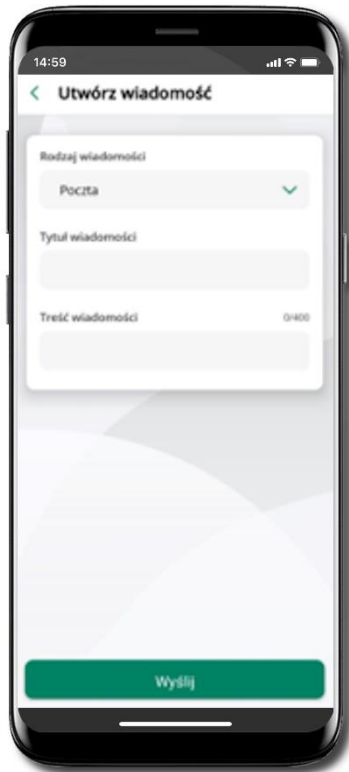 14:59
Utwórz wiadomość
Rodzaj wiadomości
Poczta
Tytuł wiadomości
Treść wiadomości 0/400
Wyślij